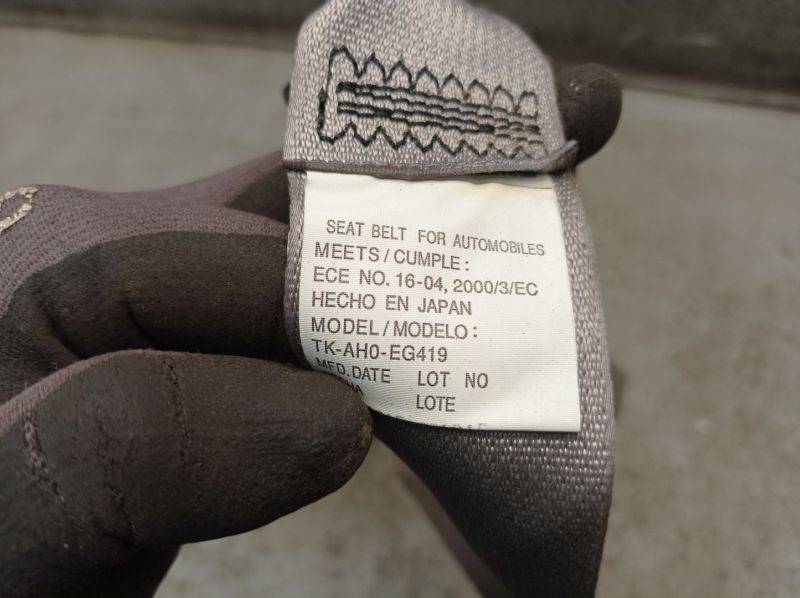 SEAT BELT FOR AUTOMOBILES
MEETS/CUMPLE:
ECE NO. 16-04, 2000/3/EC
HECHO EN JAPAN
MODEL/MODELO:
TK-AH0-EG419
MFD.DATE LOT NO
LOTE